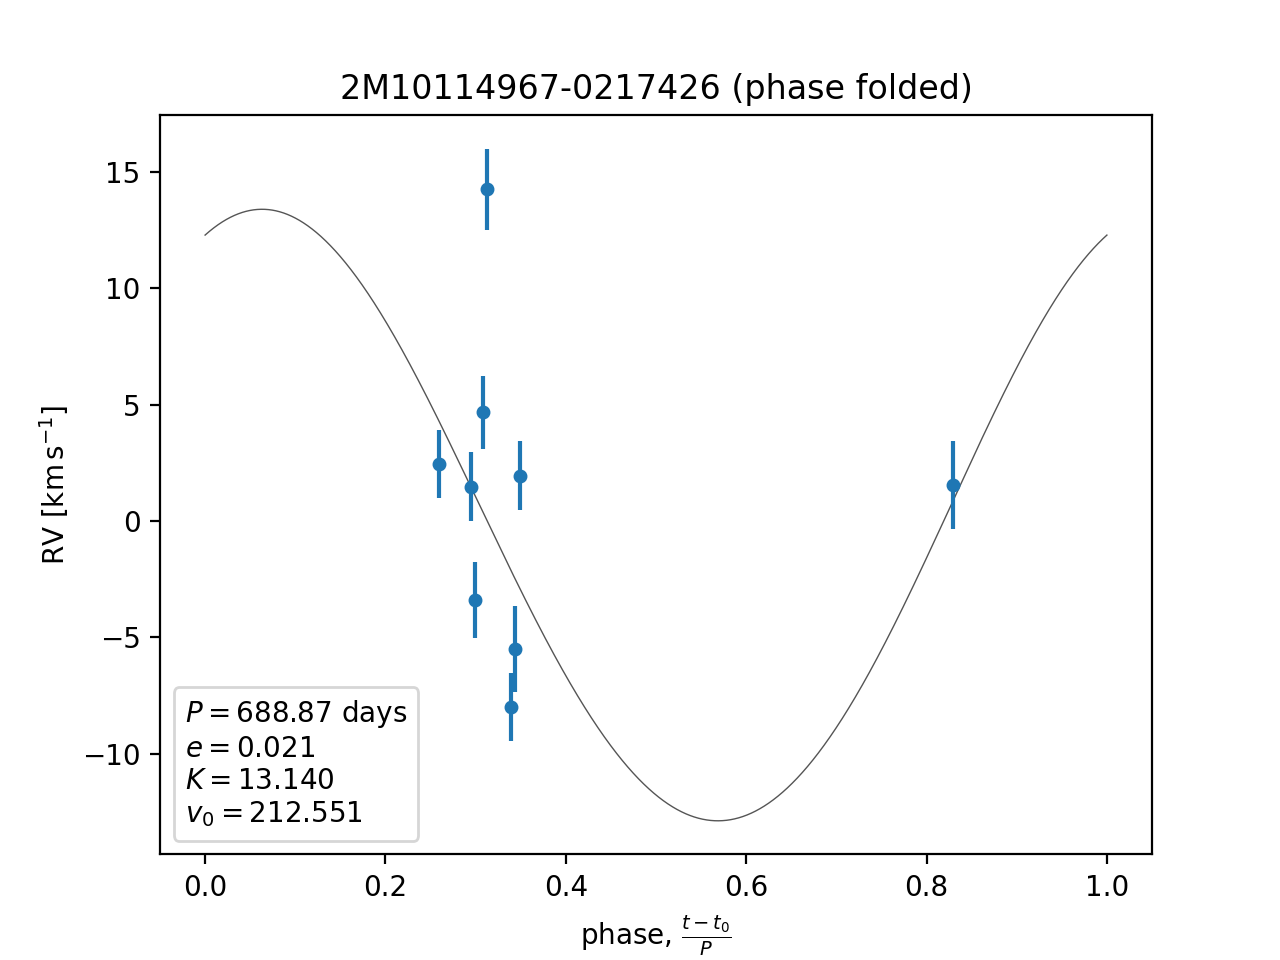 2M10114967-0217426 (phase folded)
RV [km s⁻¹]
15
10
5
0
−5
−10
P = 688.87 days
e = 0.021
K = 13.140
v₀ = 212.551
0.0 0.2 0.4 0.6 0.8 1.0
phase, (t − t₀)/P